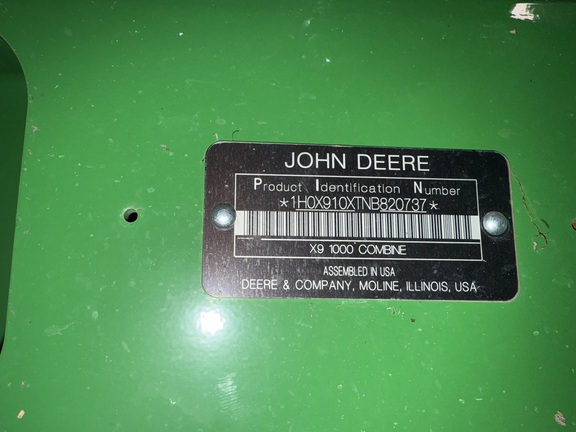 JOHN DEERE
Product Identification Number
*1H0X910XTNB820737*
X9 1000 COMBINE
ASSEMBLED IN USA
DEERE & COMPANY, MOLINE, ILLINOIS, USA